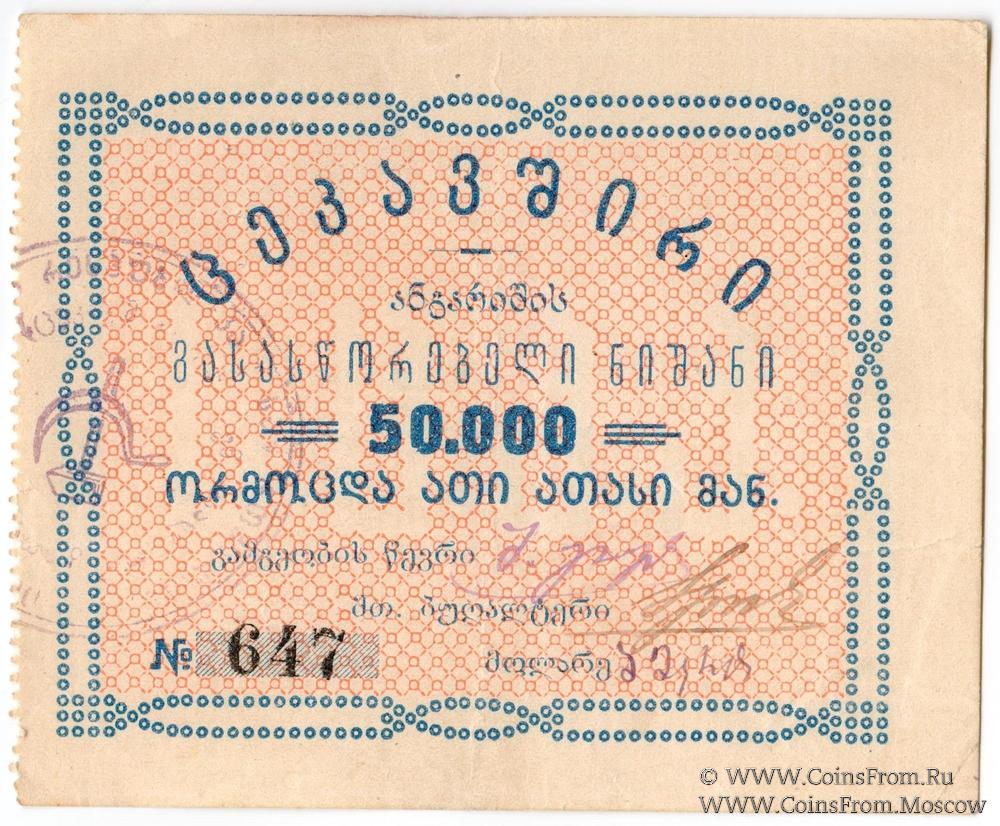 ცეკავშირი
ანგარიშის
გასასწორებელი ნიშანი
50.000
ორმოცდა ათი ათასი მან.
გამგეობის წევრი
მთ. ბუღალტერი
№ 647
მოლარე
© WWW.CoinsFrom.Ru
WWW.CoinsFrom.Moscow